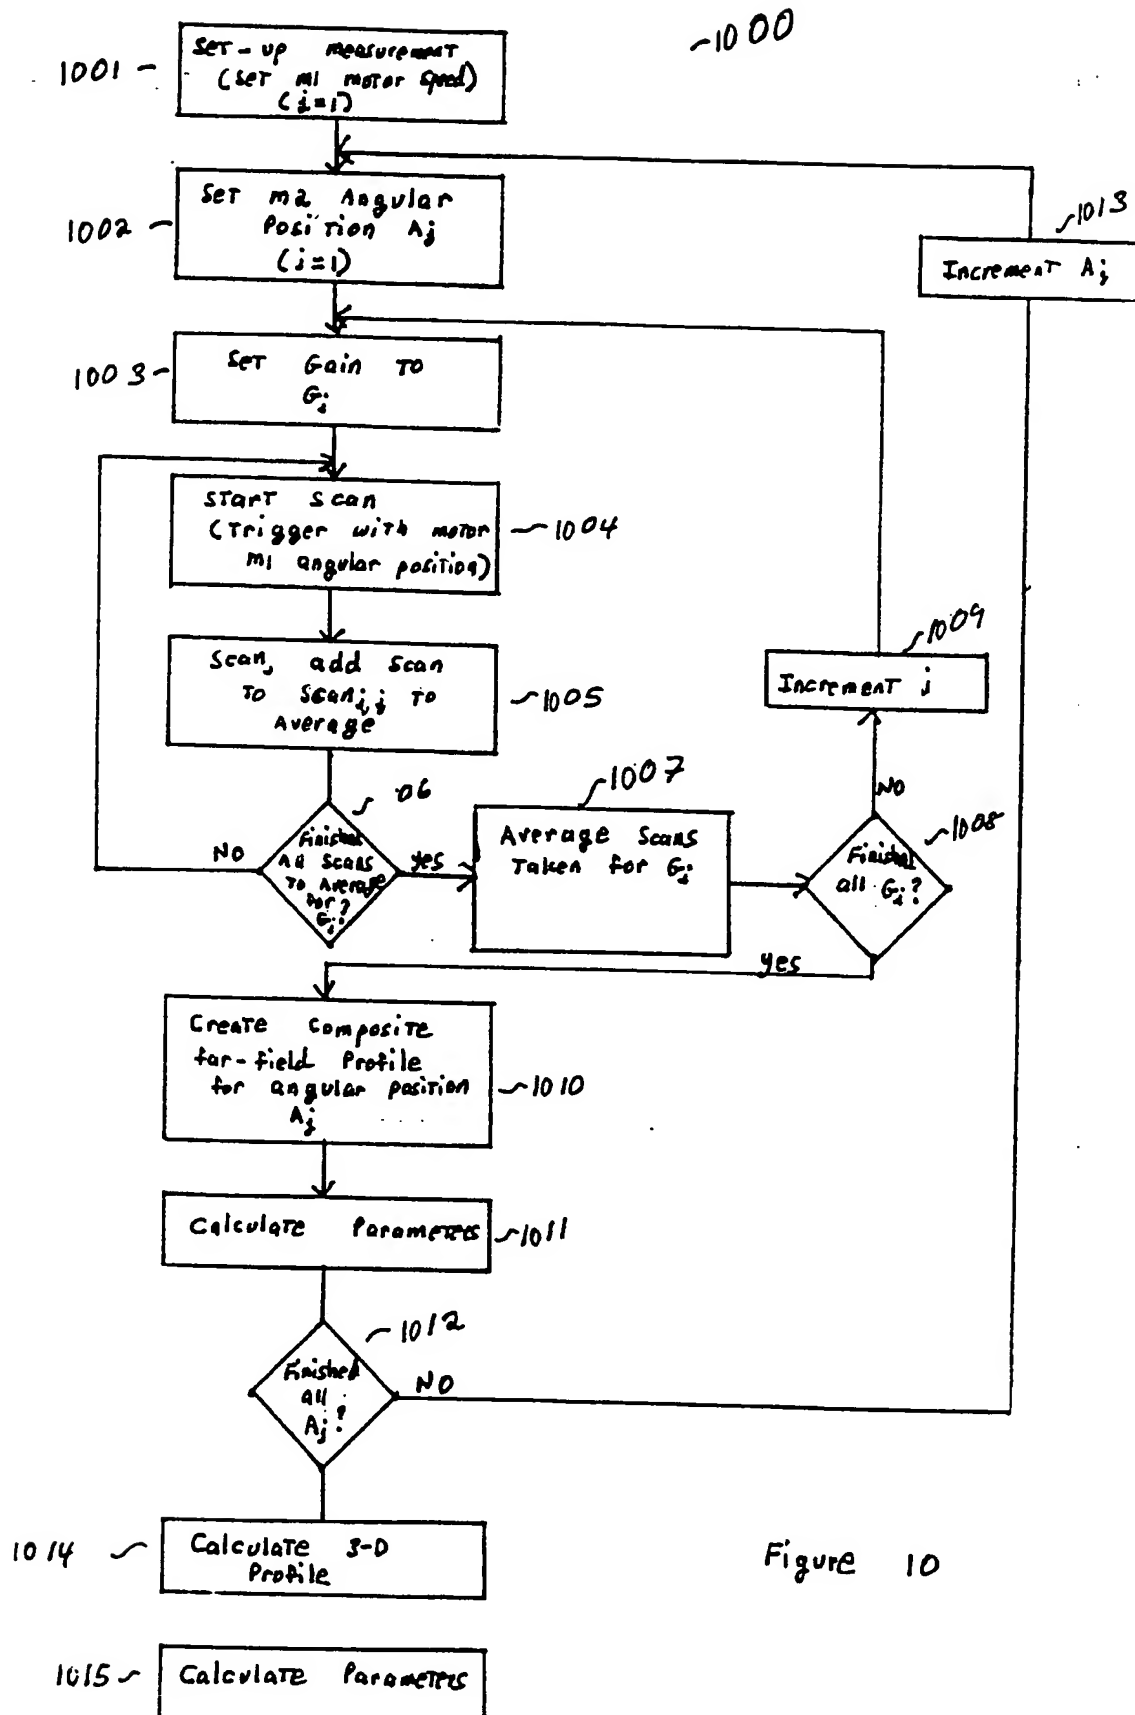 1000
1001
Set-up measurement
(Set m1 motor speed)
(j=1)
1002
Set m2 Angular
Position Aj
(i=1)
1013
Increment Aj
1003
Set Gain to
Gi
Start Scan
(Trigger with motor
m1 angular position)
1004
1009
Increment i
Scan, add scan
to scani,j to
Average
1005
06
Finished
All Scans
To Average
for
Gi?
NO
yes
1007
Average Scans
Taken for Gi
NO
1008
Finished
all Gi?
yes
Create Composite
far-field Profile
for angular position
Aj
1010
Calculate Parameters
1011
1012
Finished
all
Aj?
NO
1014
Calculate 3-D
Profile
Figure 10
1015
Calculate Parameters